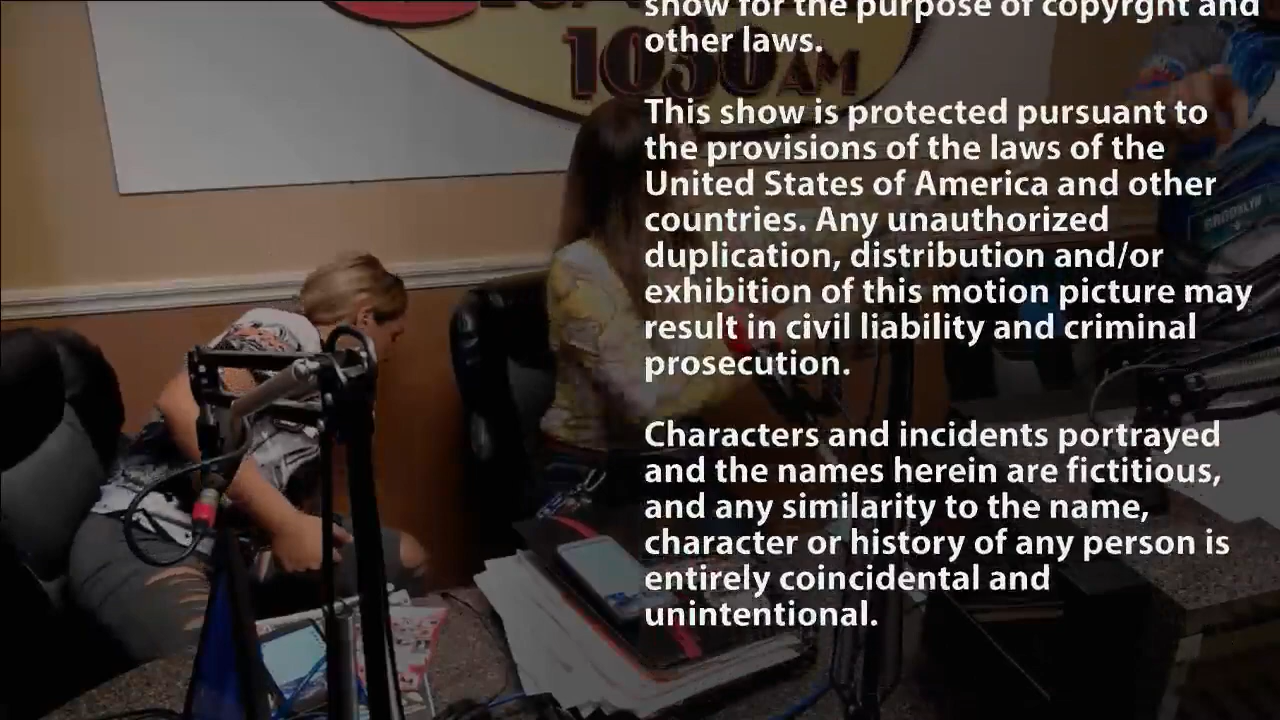 show for the purpose of copyrght and
other laws.
1030 AM
This show is protected pursuant to
the provisions of the laws of the
United States of America and other
countries. Any unauthorized
duplication, distribution and/or
exhibition of this motion picture may
result in civil liability and criminal
prosecution.
BROOKLYN
Characters and incidents portrayed
and the names herein are fictitious,
and any similarity to the name,
character or history of any person is
entirely coincidental and
unintentional.